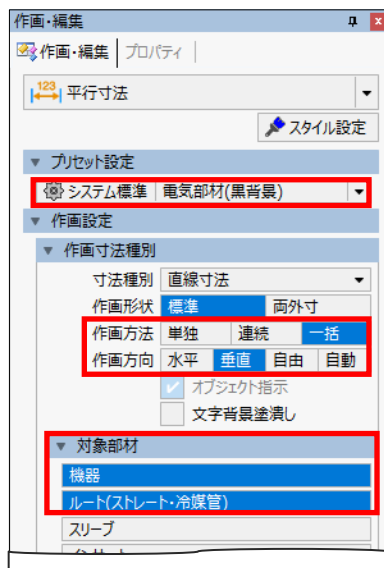 作画・編集
作画・編集 プロパティ
123 平行寸法
スタイル設定
プリセット設定
システム標準 電気部材(黒背景)
作画設定
作画寸法種別
寸法種別 直線寸法
作画形状 標準 両外寸
作画方法 単独 連続 一括
作画方向 水平 垂直 自由 自動
オブジェクト指示
文字背景塗潰し
対象部材
機器
ルート(ストレート・冷媒管)
スリーブ